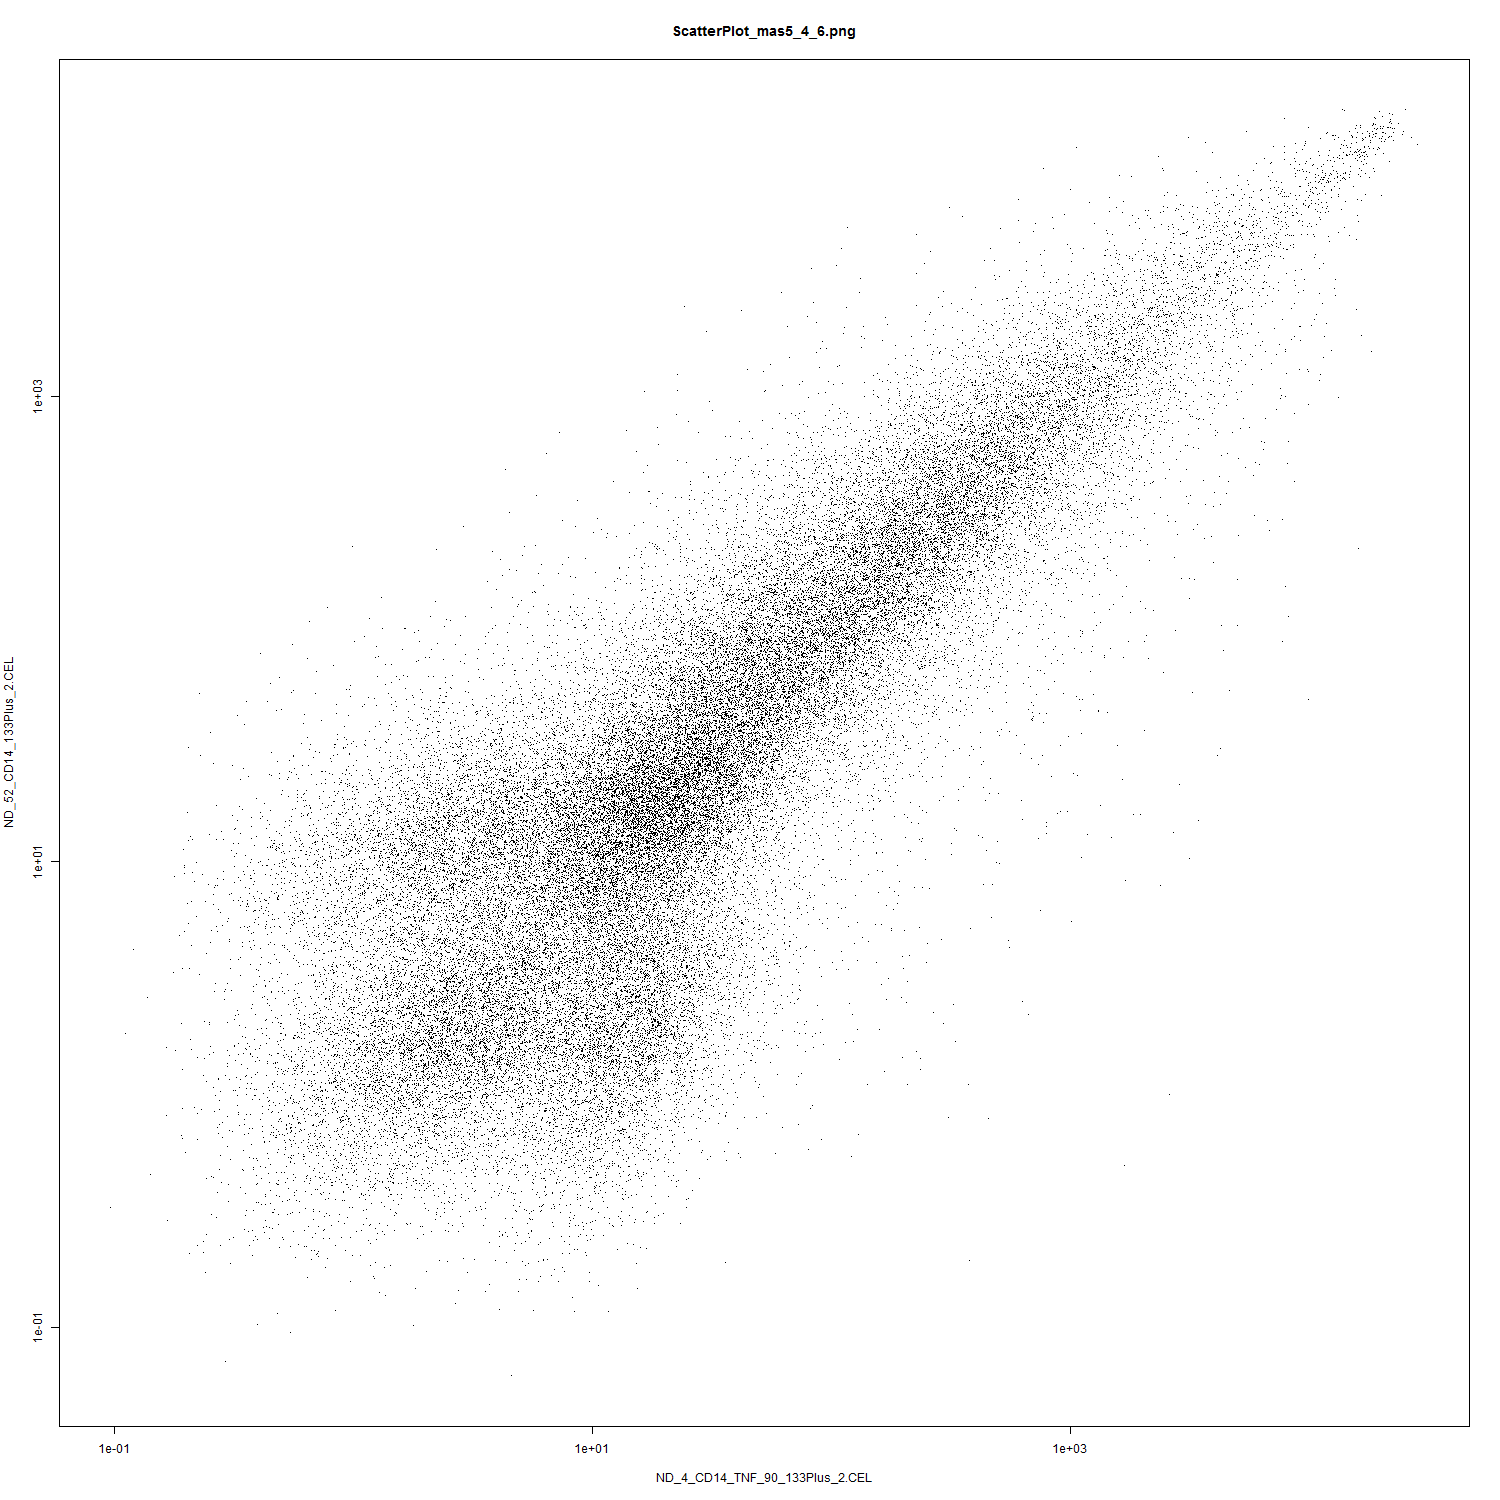 ScatterPlot_mas5_4_6.png
1e+03
1e+01
1e-01
ND_52_CD14_133Plus_2.CEL
1e-01
1e+01
1e+03
ND_4_CD14_TNF_90_133Plus_2.CEL